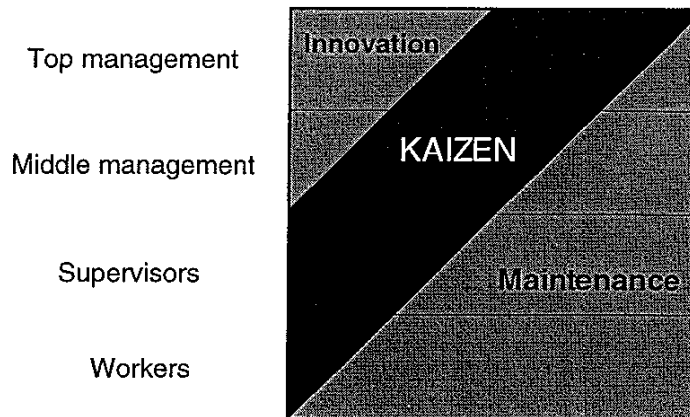 Top management
Innovation
Middle management
KAIZEN
Supervisors
Maintenance
Workers